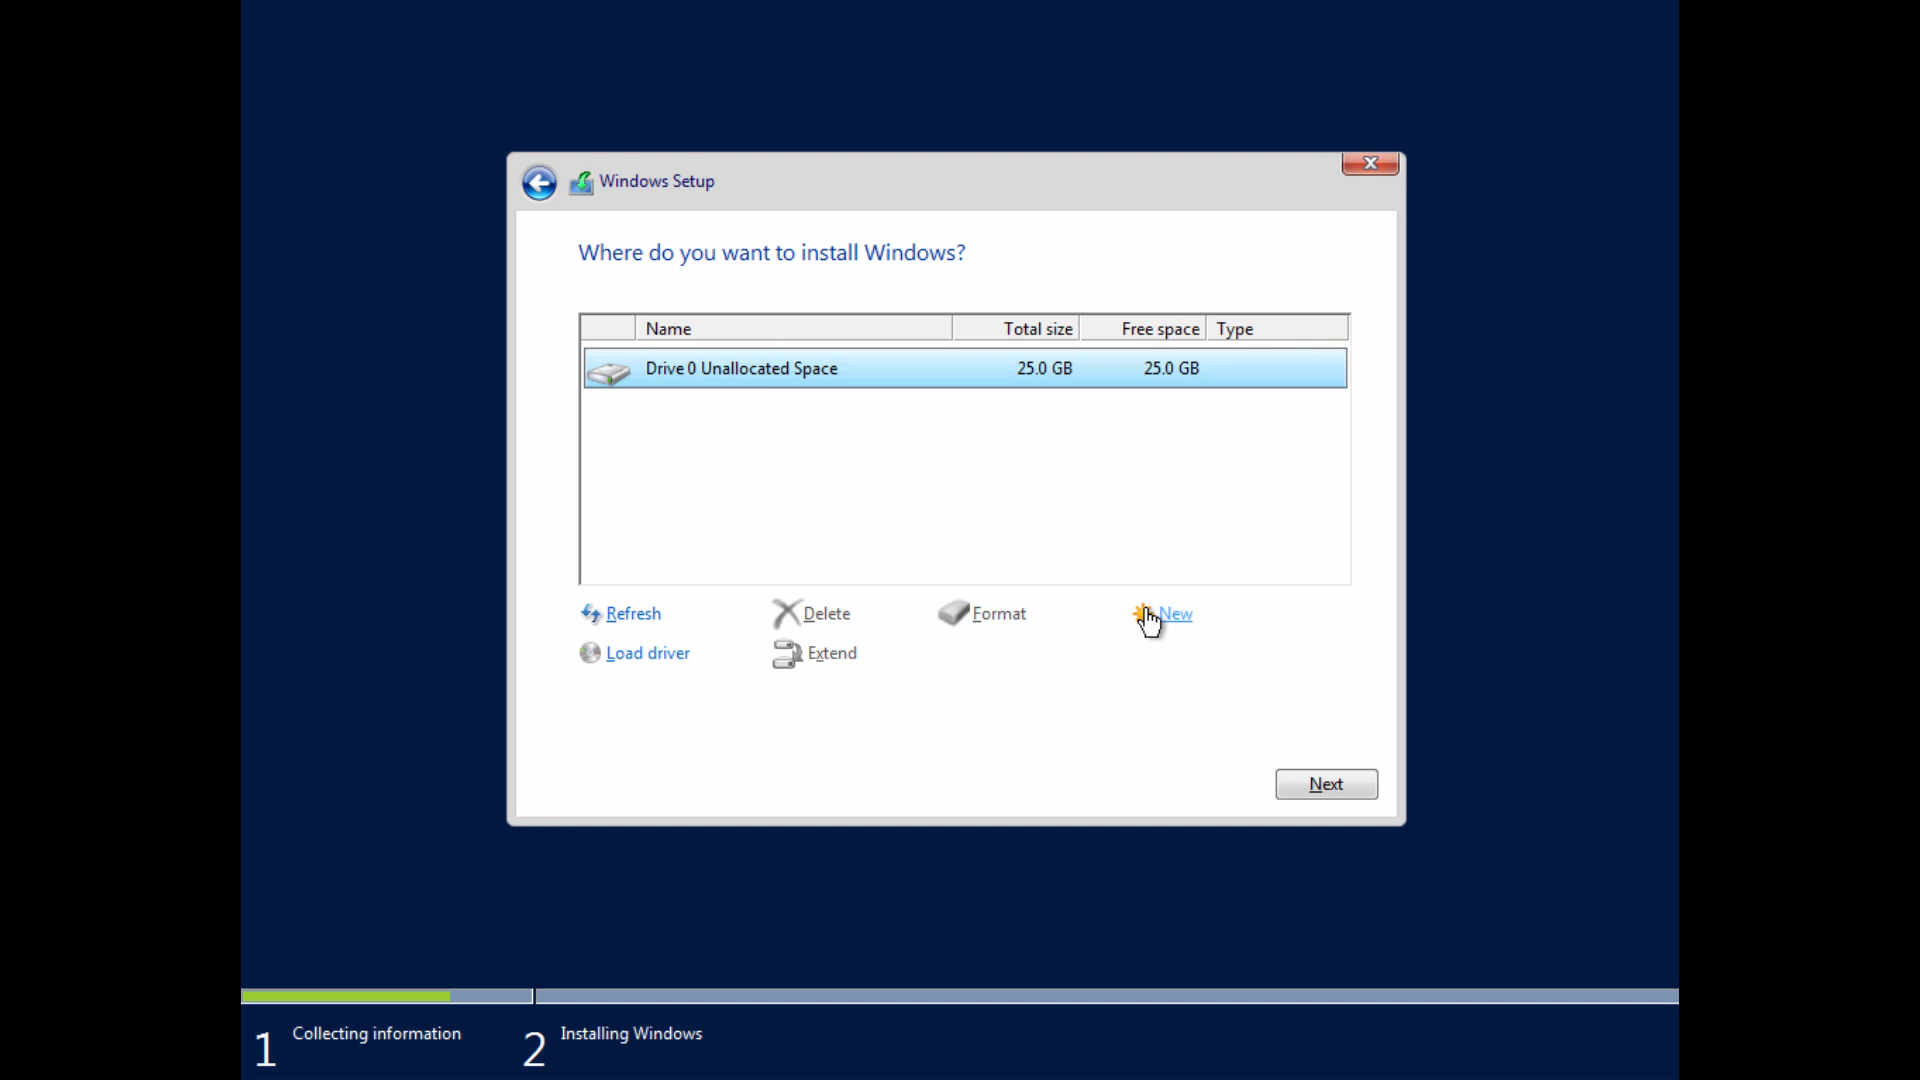 Windows Setup
Where do you want to install Windows?
Name Total size Free space Type
Drive 0 Unallocated Space 25.0 GB 25.0 GB
Refresh Delete Format New
Load driver Extend
Next
1 Collecting information 2 Installing Windows